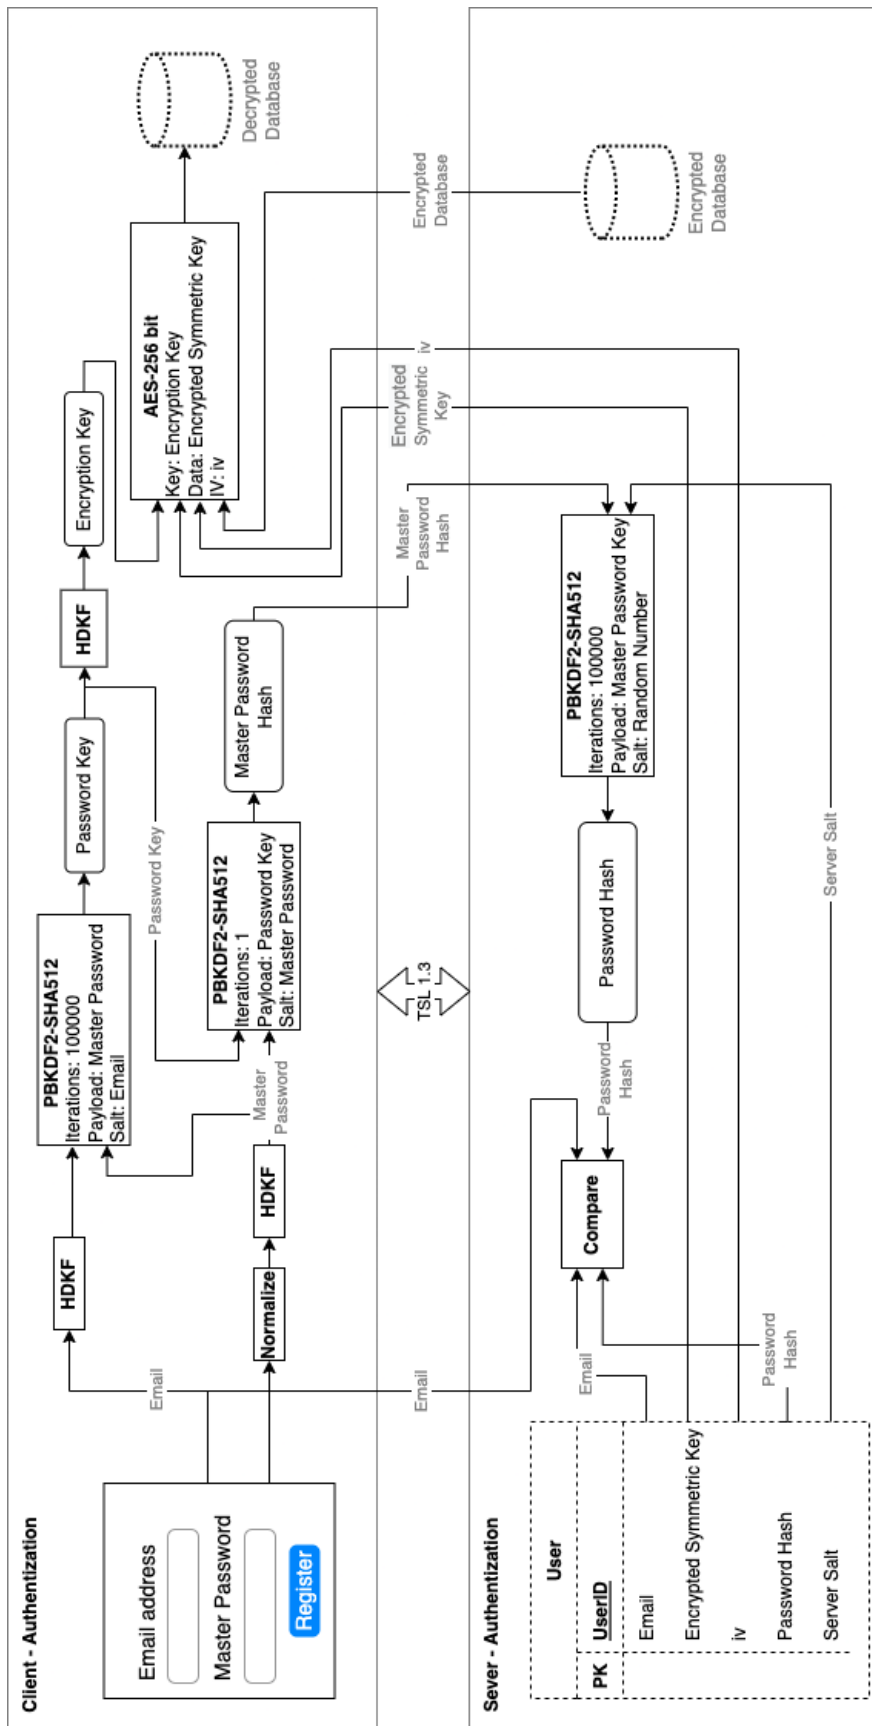 Client - Authentization
Email address
Master Password
Register
Email
HDKF
Normalize
HDKF
Master
Password
PBKDF2-SHA512
Iterations: 100000
Payload: Master Password
Salt: Email
Password Key
Password Key
PBKDF2-SHA512
Iterations: 1
Payload: Password Key
Salt: Master Password
HDKF
Encryption Key
Master Password
Hash
AES-256 bit
Key: Encryption Key
Data: Encrypted Symmetric Key
IV: iv
Decrypted
Database
Email
TSL 1.3
Master
Password
Hash
Encrypted
Symmetric
Key
iv
Encrypted
Database
Sever - Authentization
User
PK
UserID
Email
Encrypted Symmetric Key
iv
Password Hash
Server Salt
Email
Password
Hash
Compare
Password
Hash
Password Hash
PBKDF2-SHA512
Iterations: 100000
Payload: Master Password Key
Salt: Random Number
Server Salt
Encrypted
Database